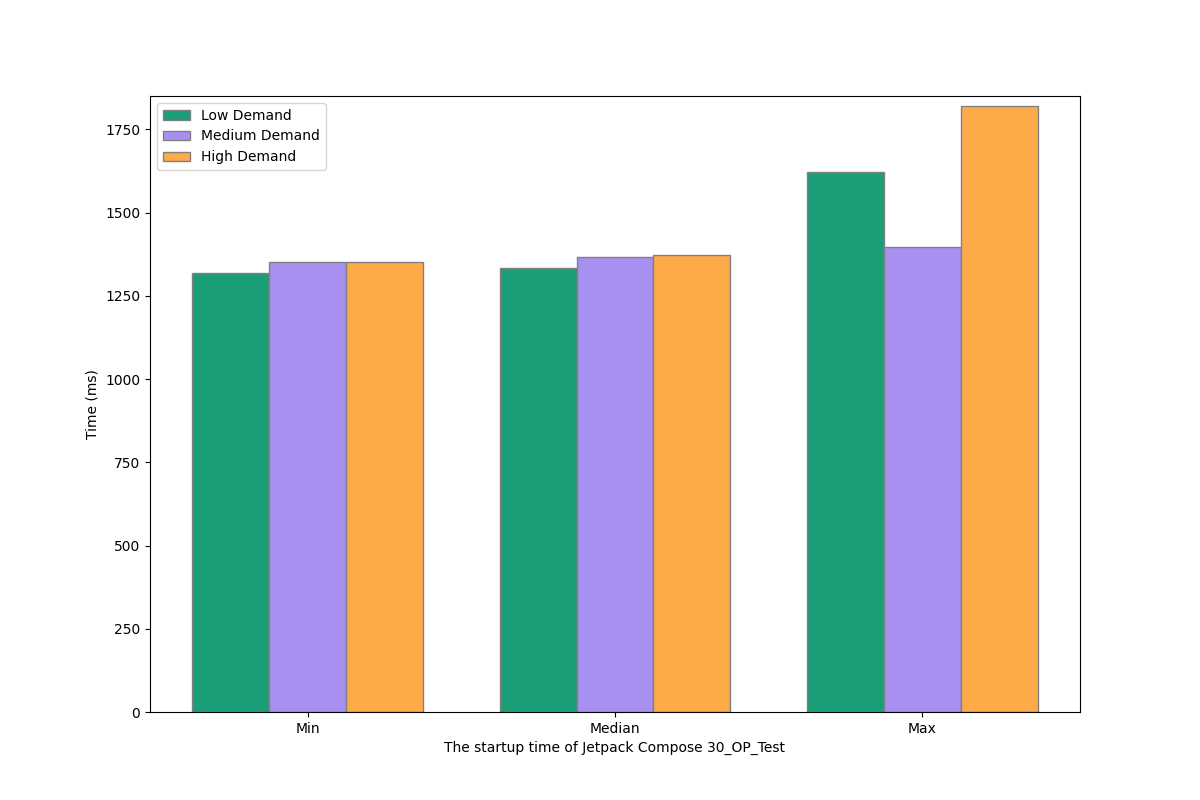 Low Demand
Medium Demand
High Demand
1750
1500
1250
1000
750
500
250
0
Time (ms)
Min Median Max
The startup time of Jetpack Compose 30_OP_Test